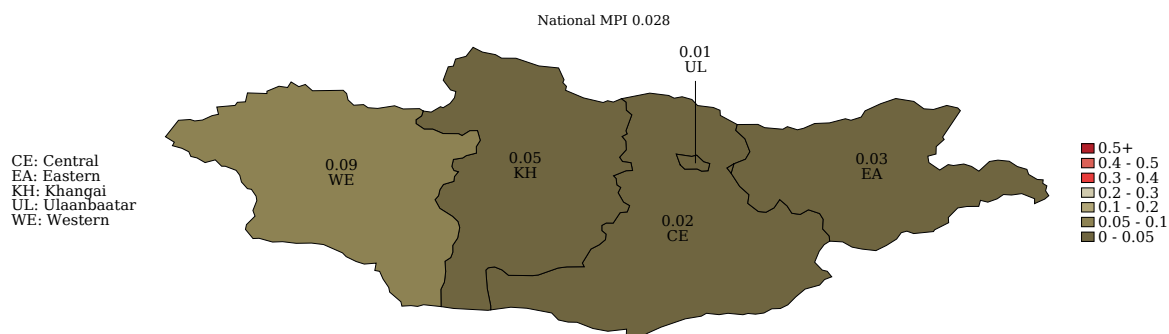 National MPI 0.028
0.01
UL
0.09
WE
0.05
KH
0.03
EA
0.02
CE
CE: Central
EA: Eastern
KH: Khangai
UL: Ulaanbaatar
WE: Western
0.5+
0.4 - 0.5
0.3 - 0.4
0.2 - 0.3
0.1 - 0.2
0.05 - 0.1
0 - 0.05